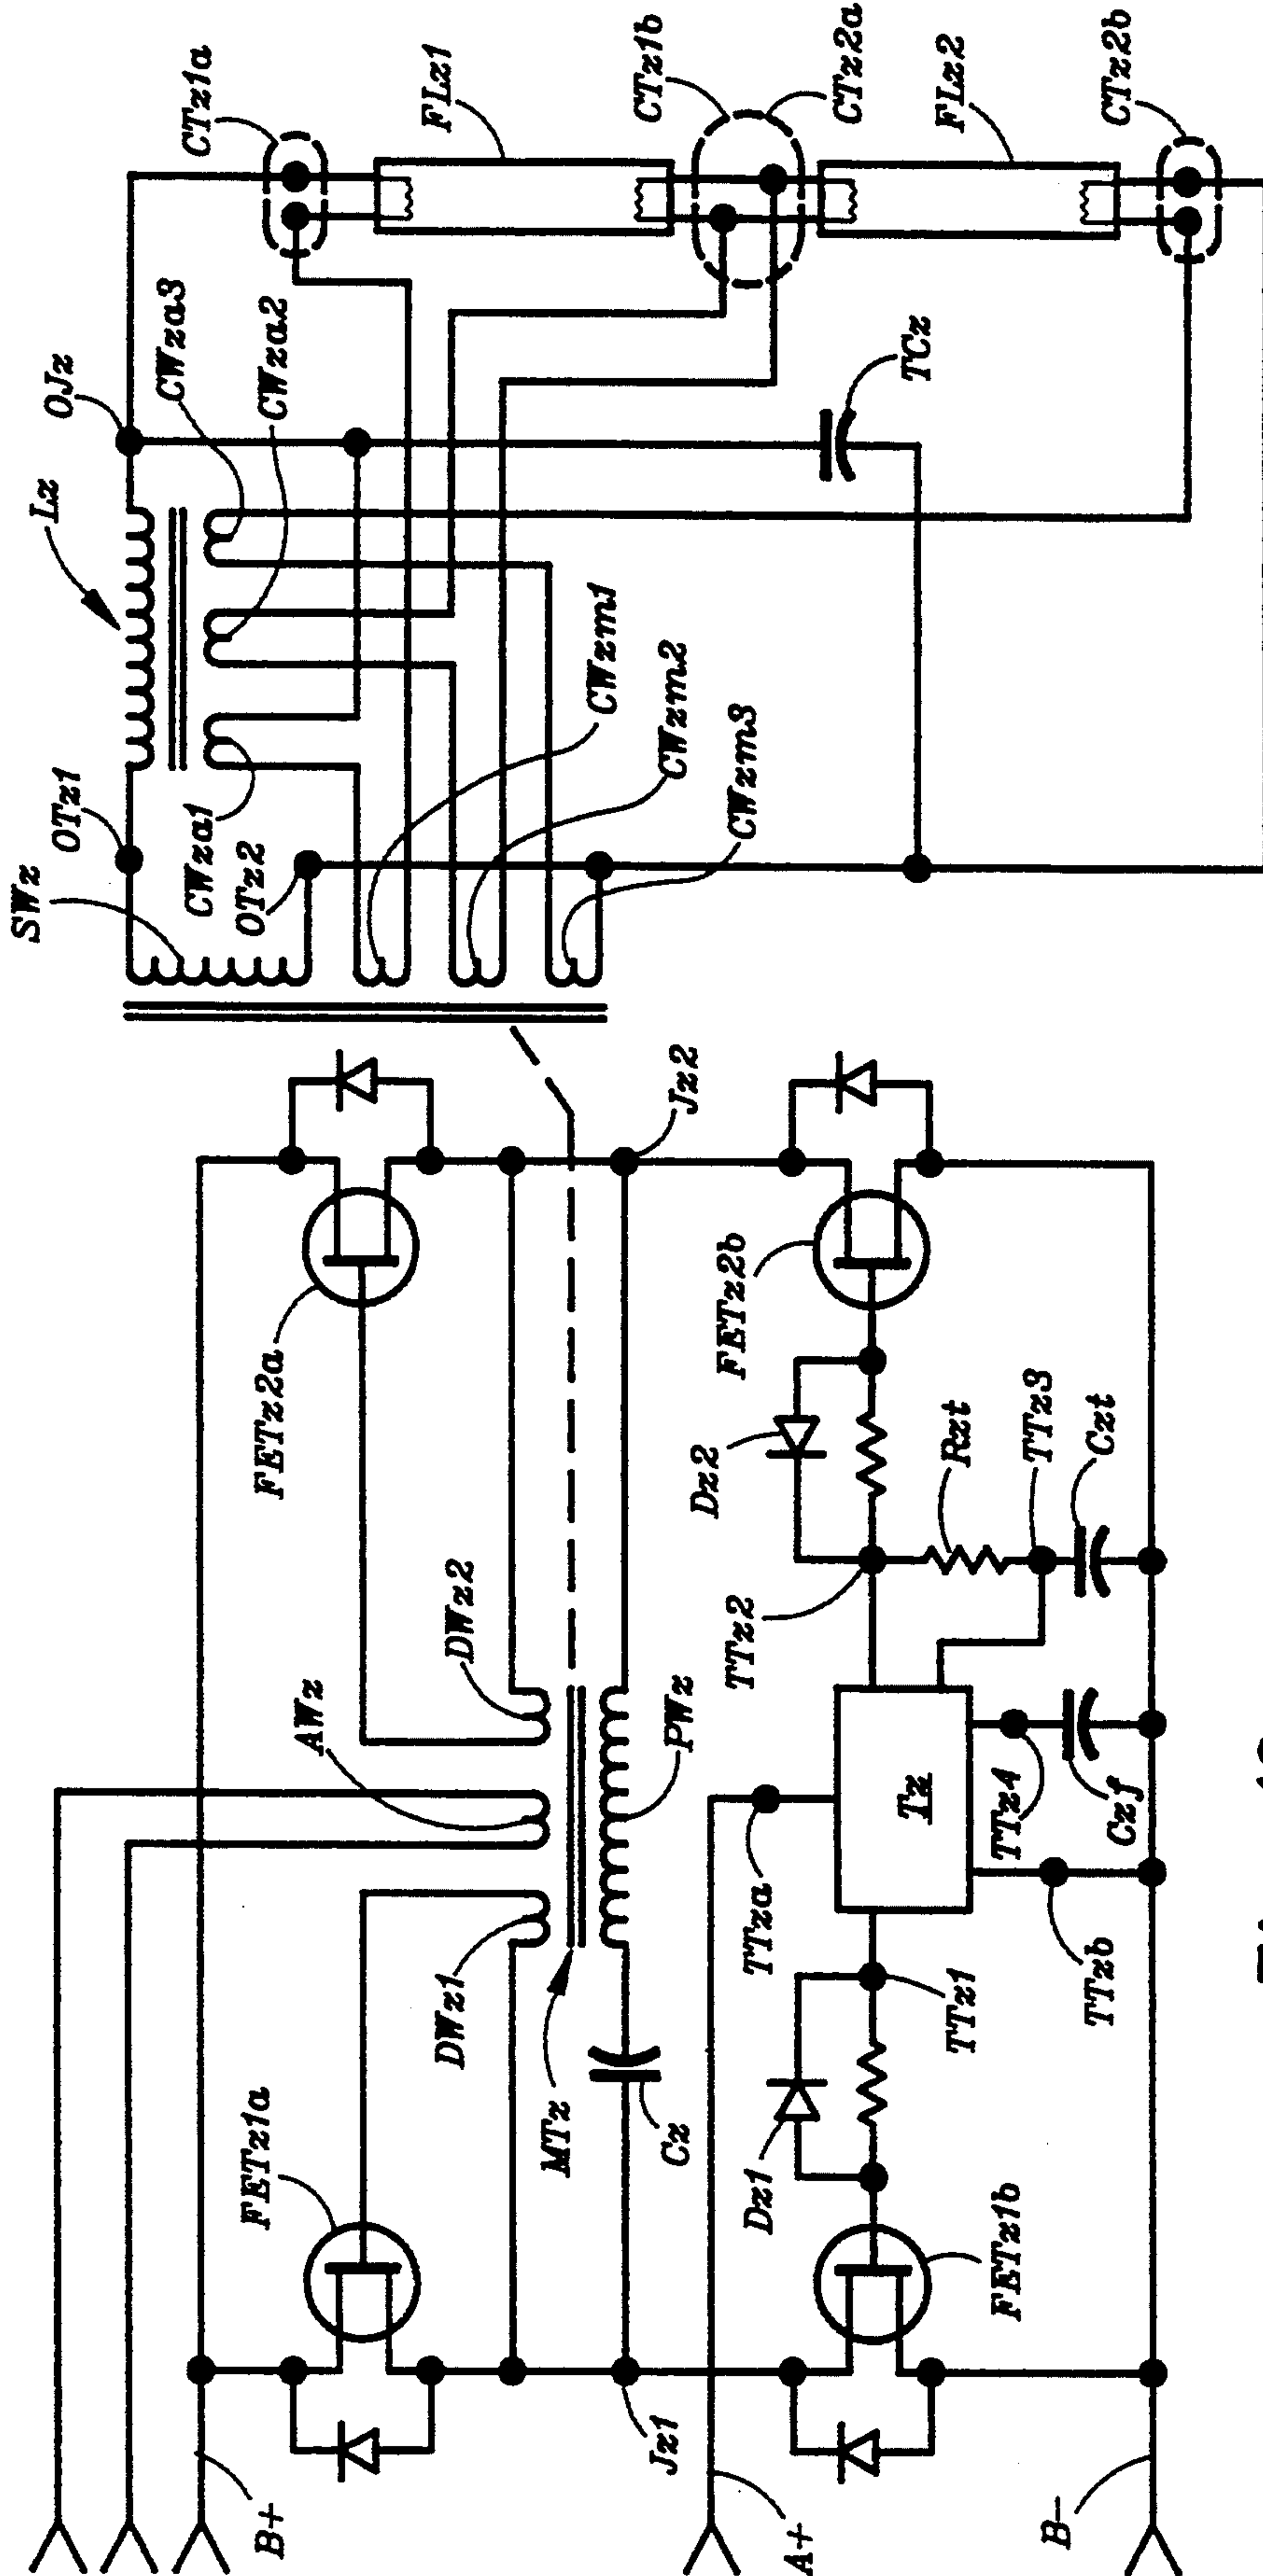 SWz
OTz1
Lz
OJz
CTz1a
CWza3
CWza2
FLz1
CWza1
OTz2
CWzm1
CWzm2
CWzm3
TCz
CTz1b
CTz2a
FLz2
CTz2b
B+
FETz1a
DWz1
AWz
DWz2
FETz2a
MTz
Cz
PWz
Jz1
Jz2
A+
Dz1
FETz1b
TTza
TTz1
Tz
TTz2
Dz2
FETz2b
TTzb
TTz4
Czf
Rzt
TTz3
Czt
B-